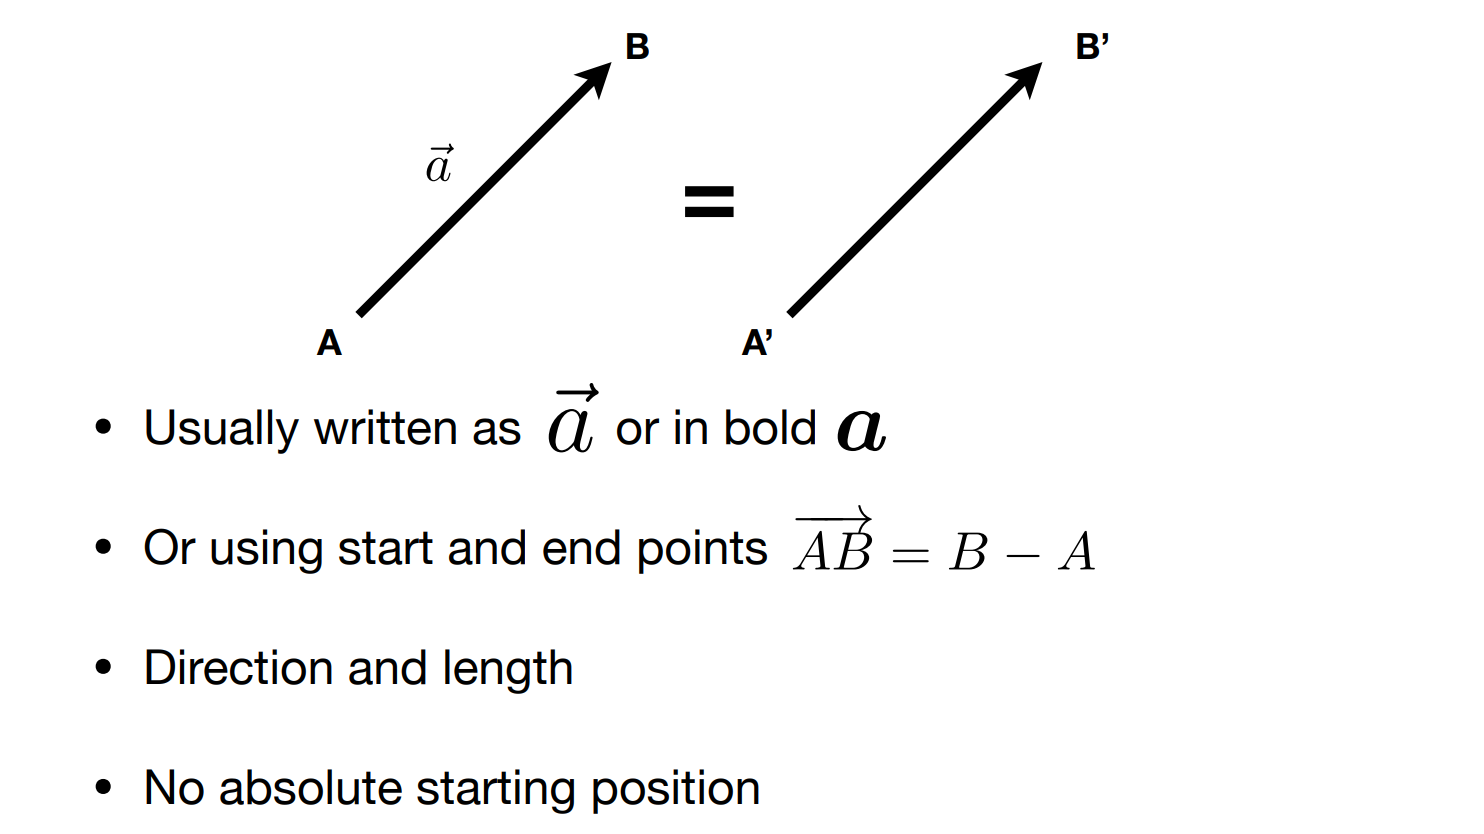 B B’
$\vec{a}$
=
A A’
• Usually written as $\vec{a}$ or in bold $\boldsymbol{a}$
• Or using start and end points $\overrightarrow{AB} = B - A$
• Direction and length
• No absolute starting position